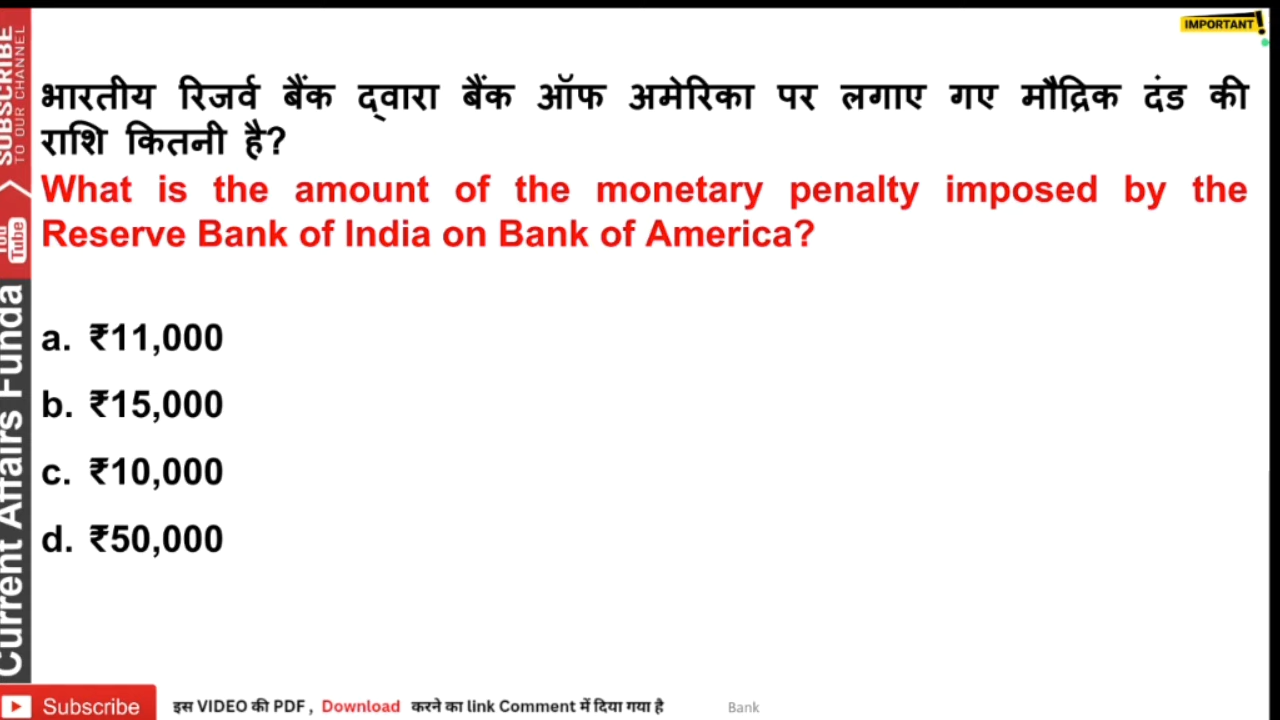 IMPORTANT!
भारतीय रिजर्व बैंक द्वारा बैंक ऑफ अमेरिका पर लगाए गए मौद्रिक दंड की
राशि कितनी है?
What is the amount of the monetary penalty imposed by the
Reserve Bank of India on Bank of America?
a. ₹11,000
b. ₹15,000
c. ₹10,000
d. ₹50,000
SUBSCRIBE
TO OUR CHANNEL
You
Tube
Current Affairs Funda
Subscribe
इस VIDEO की PDF , Download करने का link Comment में दिया गया है
Bank